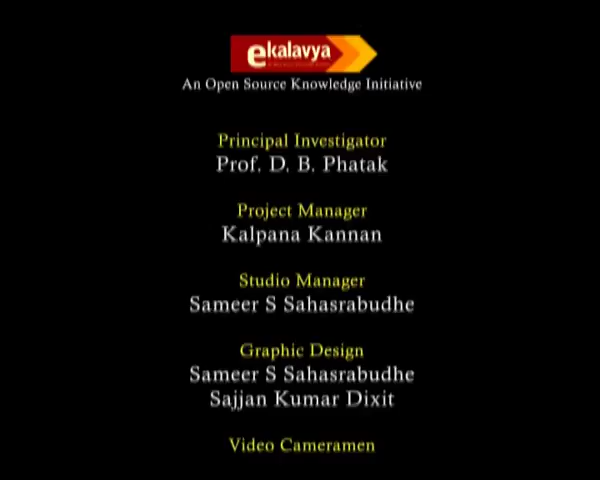 ekalavya
An Open Source Knowledge Initiative
Principal Investigator
Prof. D. B. Phatak
Project Manager
Kalpana Kannan
Studio Manager
Sameer S Sahasrabudhe
Graphic Design
Sameer S Sahasrabudhe
Sajjan Kumar Dixit
Video Cameramen